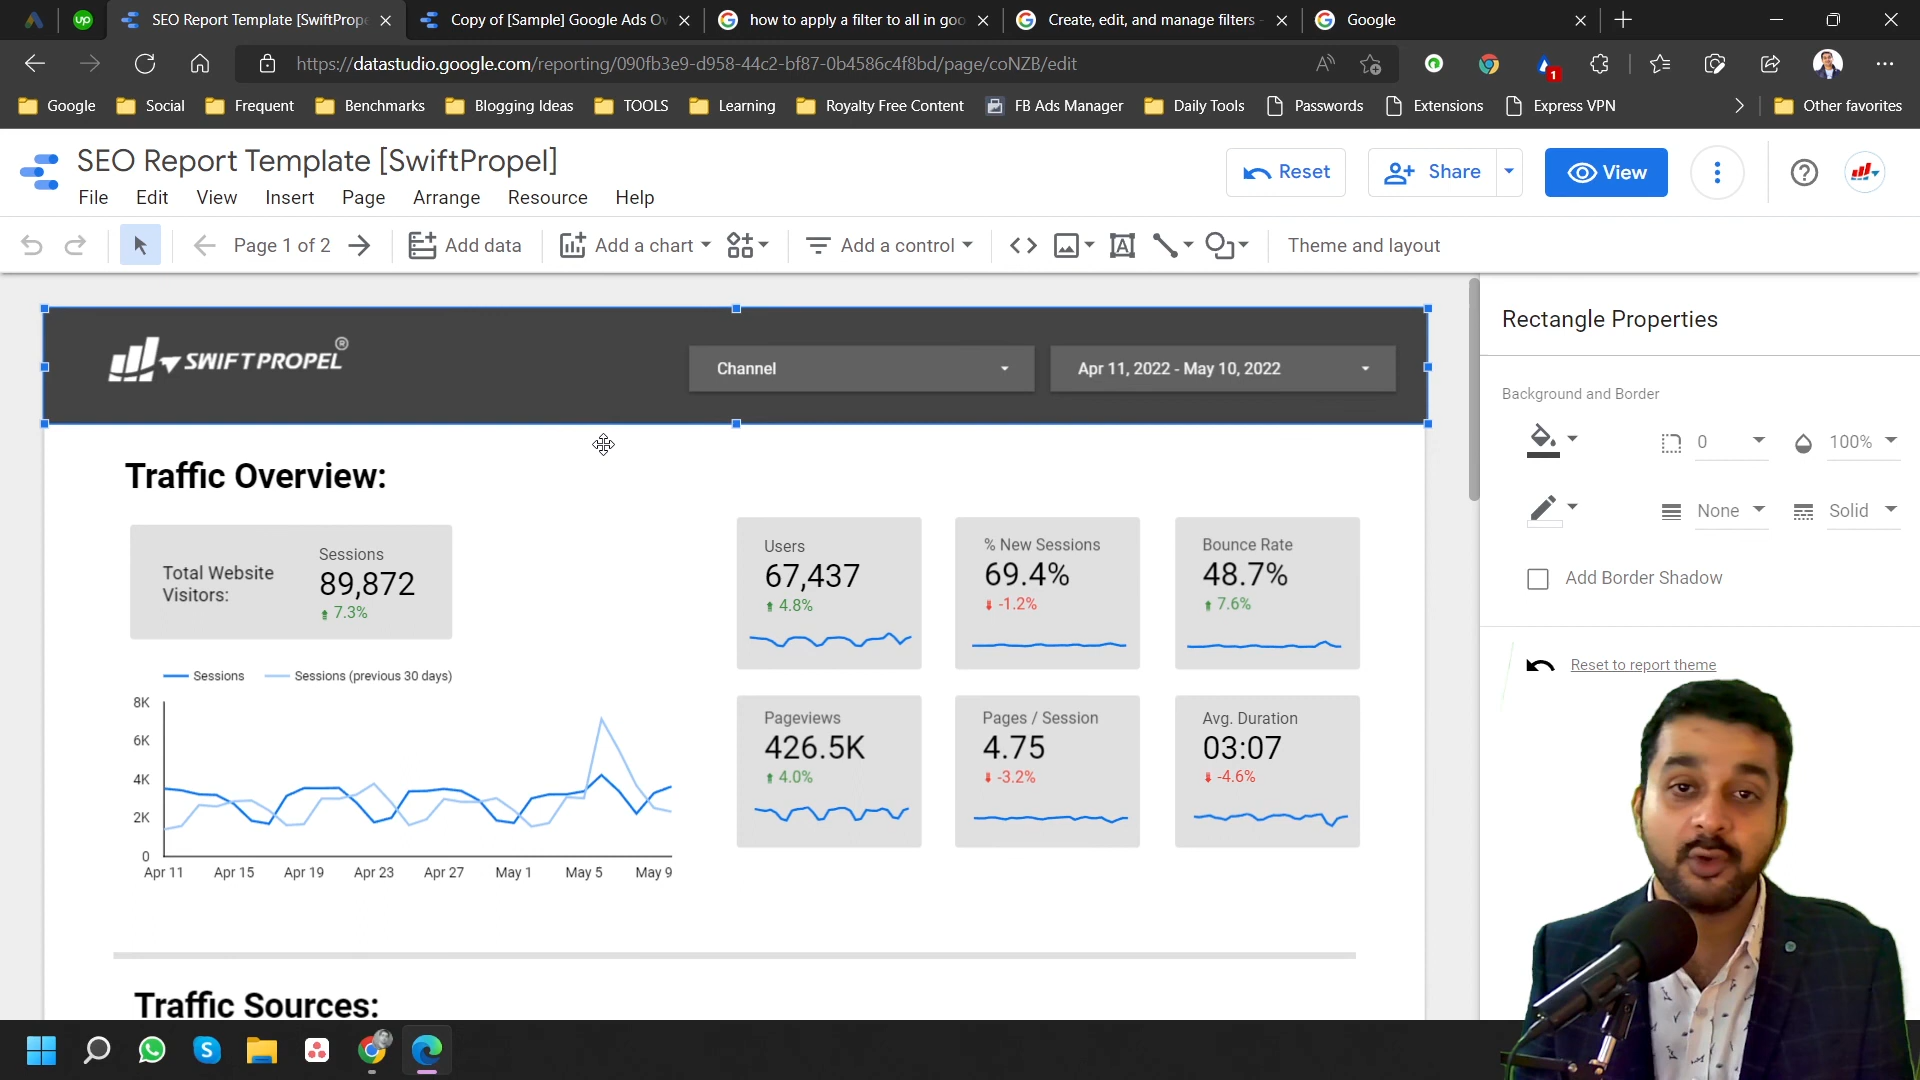 SEO Report Template [SwiftPrope
Copy of [Sample] Google Ads Ov
how to apply a filter to all in goo
Create, edit, and manage filters -
Google
up
https://datastudio.google.com/reporting/090fb3e9-d958-44c2-bf87-0b4586c4f8bd/page/coNZB/edit
1
Google
Social
Frequent
Benchmarks
Blogging Ideas
TOOLS
Learning
Royalty Free Content
FB Ads Manager
Daily Tools
Passwords
Extensions
Express VPN
Other favorites
SEO Report Template [SwiftPropel]
File Edit View Insert Page Arrange Resource Help
Reset
Share
View
Page 1 of 2
Add data
Add a chart
Add a control
Theme and layout
SWIFTPROPEL®
Channel
Apr 11, 2022 - May 10, 2022
Rectangle Properties
Background and Border
0
100%
None
Solid
Add Border Shadow
Reset to report theme
Traffic Overview:
Total Website
Visitors:
Sessions
89,872
7.3%
Users
67,437
4.8%
% New Sessions
69.4%
-1.2%
Bounce Rate
48.7%
7.6%
Sessions
Sessions (previous 30 days)
8K
6K
4K
2K
0
Apr 11
Apr 15
Apr 19
Apr 23
Apr 27
May 1
May 5
May 9
Pageviews
426.5K
4.0%
Pages / Session
4.75
-3.2%
Avg. Duration
03:07
-4.6%
Traffic Sources: